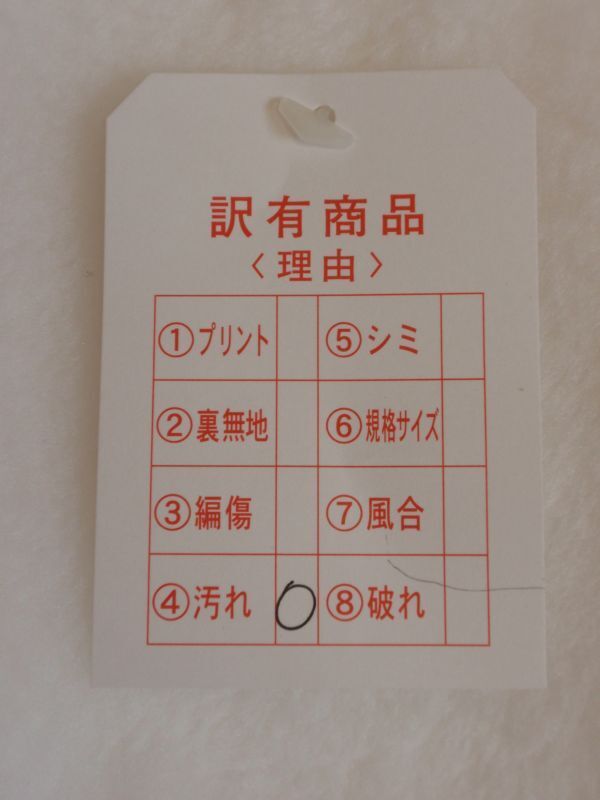 訳有商品
〈理由〉
①プリント ⑤シミ
②裏無地 ⑥規格サイズ
③編傷 ⑦風合
④汚れ ○ ⑧破れ